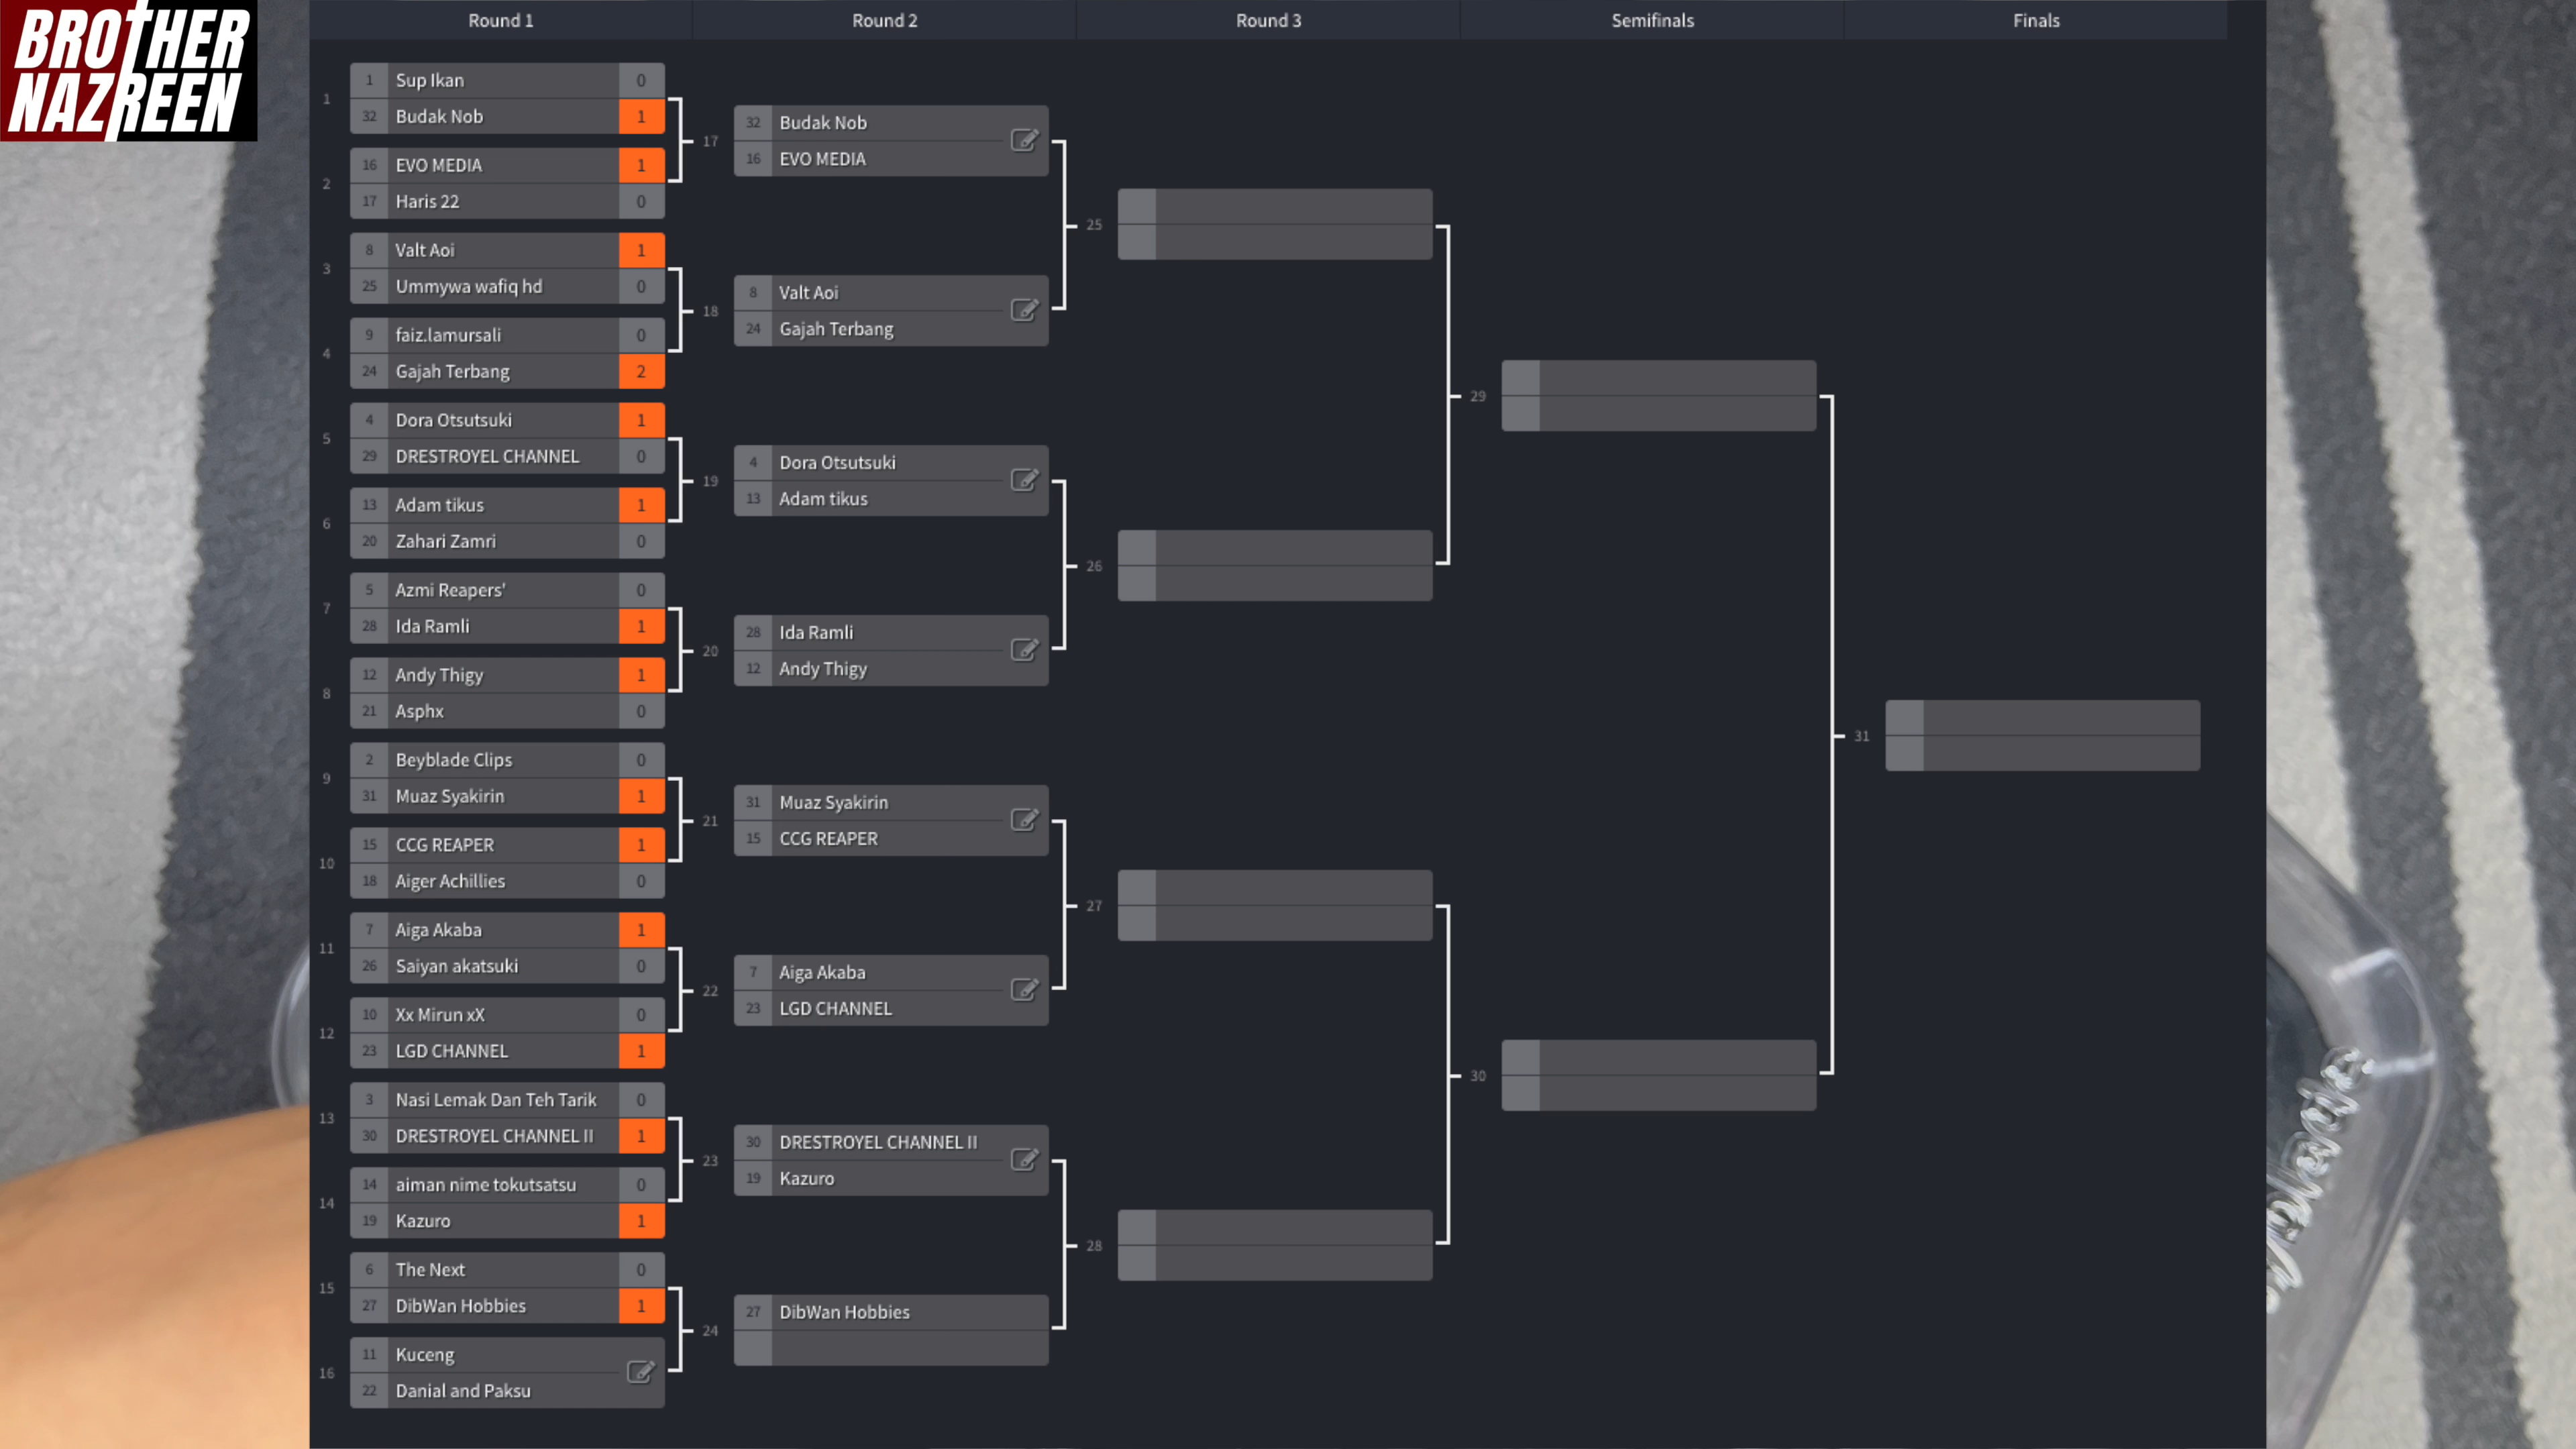 BROTHER
NAZREEN
Round 1
Round 2
Round 3
Semifinals
Finals
1
1 Sup Ikan 0
32 Budak Nob 1
2
16 EVO MEDIA 1
17 Haris 22 0
3
8 Valt Aoi 1
25 Ummywa wafiq hd 0
4
9 faiz.lamursali 0
24 Gajah Terbang 2
5
4 Dora Otsutsuki 1
29 DRESTROYEL CHANNEL 0
6
13 Adam tikus 1
20 Zahari Zamri 0
7
5 Azmi Reapers' 0
28 Ida Ramli 1
8
12 Andy Thigy 1
21 Asphx 0
9
2 Beyblade Clips 0
31 Muaz Syakirin 1
10
15 CCG REAPER 1
18 Aiger Achillies 0
11
7 Aiga Akaba 1
26 Saiyan akatsuki 0
12
10 Xx Mirun xX 0
23 LGD CHANNEL 1
13
3 Nasi Lemak Dan Teh Tarik 0
30 DRESTROYEL CHANNEL II 1
14
14 aiman nime tokutsatsu 0
19 Kazuro 1
15
6 The Next 0
27 DibWan Hobbies 1
16
11 Kuceng
22 Danial and Paksu
17
32 Budak Nob
16 EVO MEDIA
18
8 Valt Aoi
24 Gajah Terbang
19
4 Dora Otsutsuki
13 Adam tikus
20
28 Ida Ramli
12 Andy Thigy
21
31 Muaz Syakirin
15 CCG REAPER
22
7 Aiga Akaba
23 LGD CHANNEL
23
30 DRESTROYEL CHANNEL II
19 Kazuro
24
27 DibWan Hobbies
25
26
27
28
29
30
31